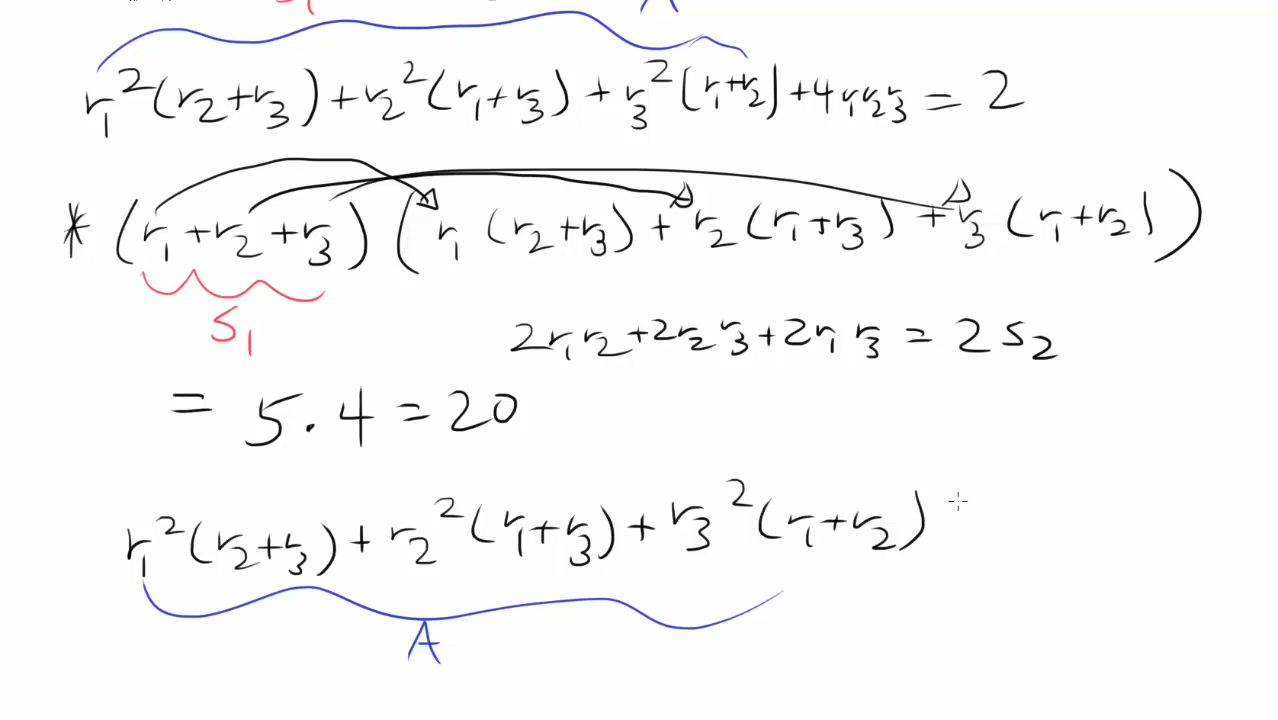 r₁²(r₂+r₃)+r₂²(r₁+r₃)+r₃²(r₁+r₂)+4r₁r₂r₃=2
*(r₁+r₂+r₃)(r₁(r₂+r₃)+r₂(r₁+r₃)+r₃(r₁+r₂))
S₁
2r₁r₂+2r₂r₃+2r₁r₃=2S₂
=5.4=20
r₁²(r₂+r₃)+r₂²(r₁+r₃)+r₃²(r₁+r₂)
A